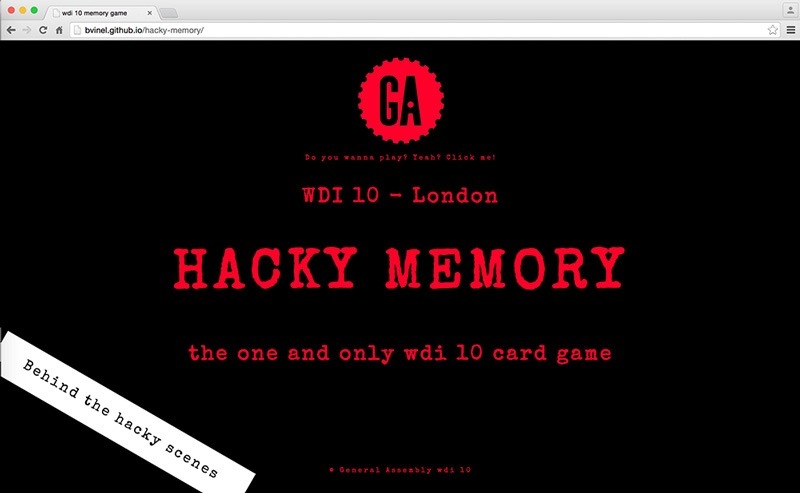 wdi 10 memory game
bvinel.github.io/hacky-memory/
GA
Do you wanna play? Yeah? Click me!
WDI 10 - London
HACKY MEMORY
the one and only wdi 10 card game
Behind the hacky scenes
© General Assembly wdi 10